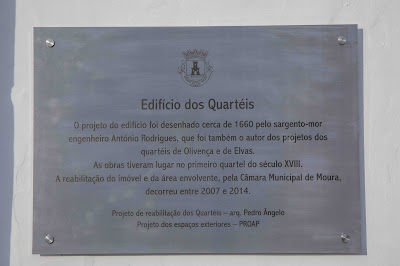 Edifício dos Quartéis
O projeto do edifício foi desenhado cerca de 1660 pelo sargento-mor
engenheiro António Rodrigues, que foi também o autor dos projetos dos
quartéis de Olivença e de Elvas.
As obras tiveram lugar no primeiro quartel do século XVIII.
A reabilitação do imóvel e da área envolvente, pela Câmara Municipal de Moura,
decorreu entre 2007 e 2014.
Projeto de reabilitação dos Quartéis – arq. Pedro Ângelo
Projeto dos espaços exteriores – PROAP